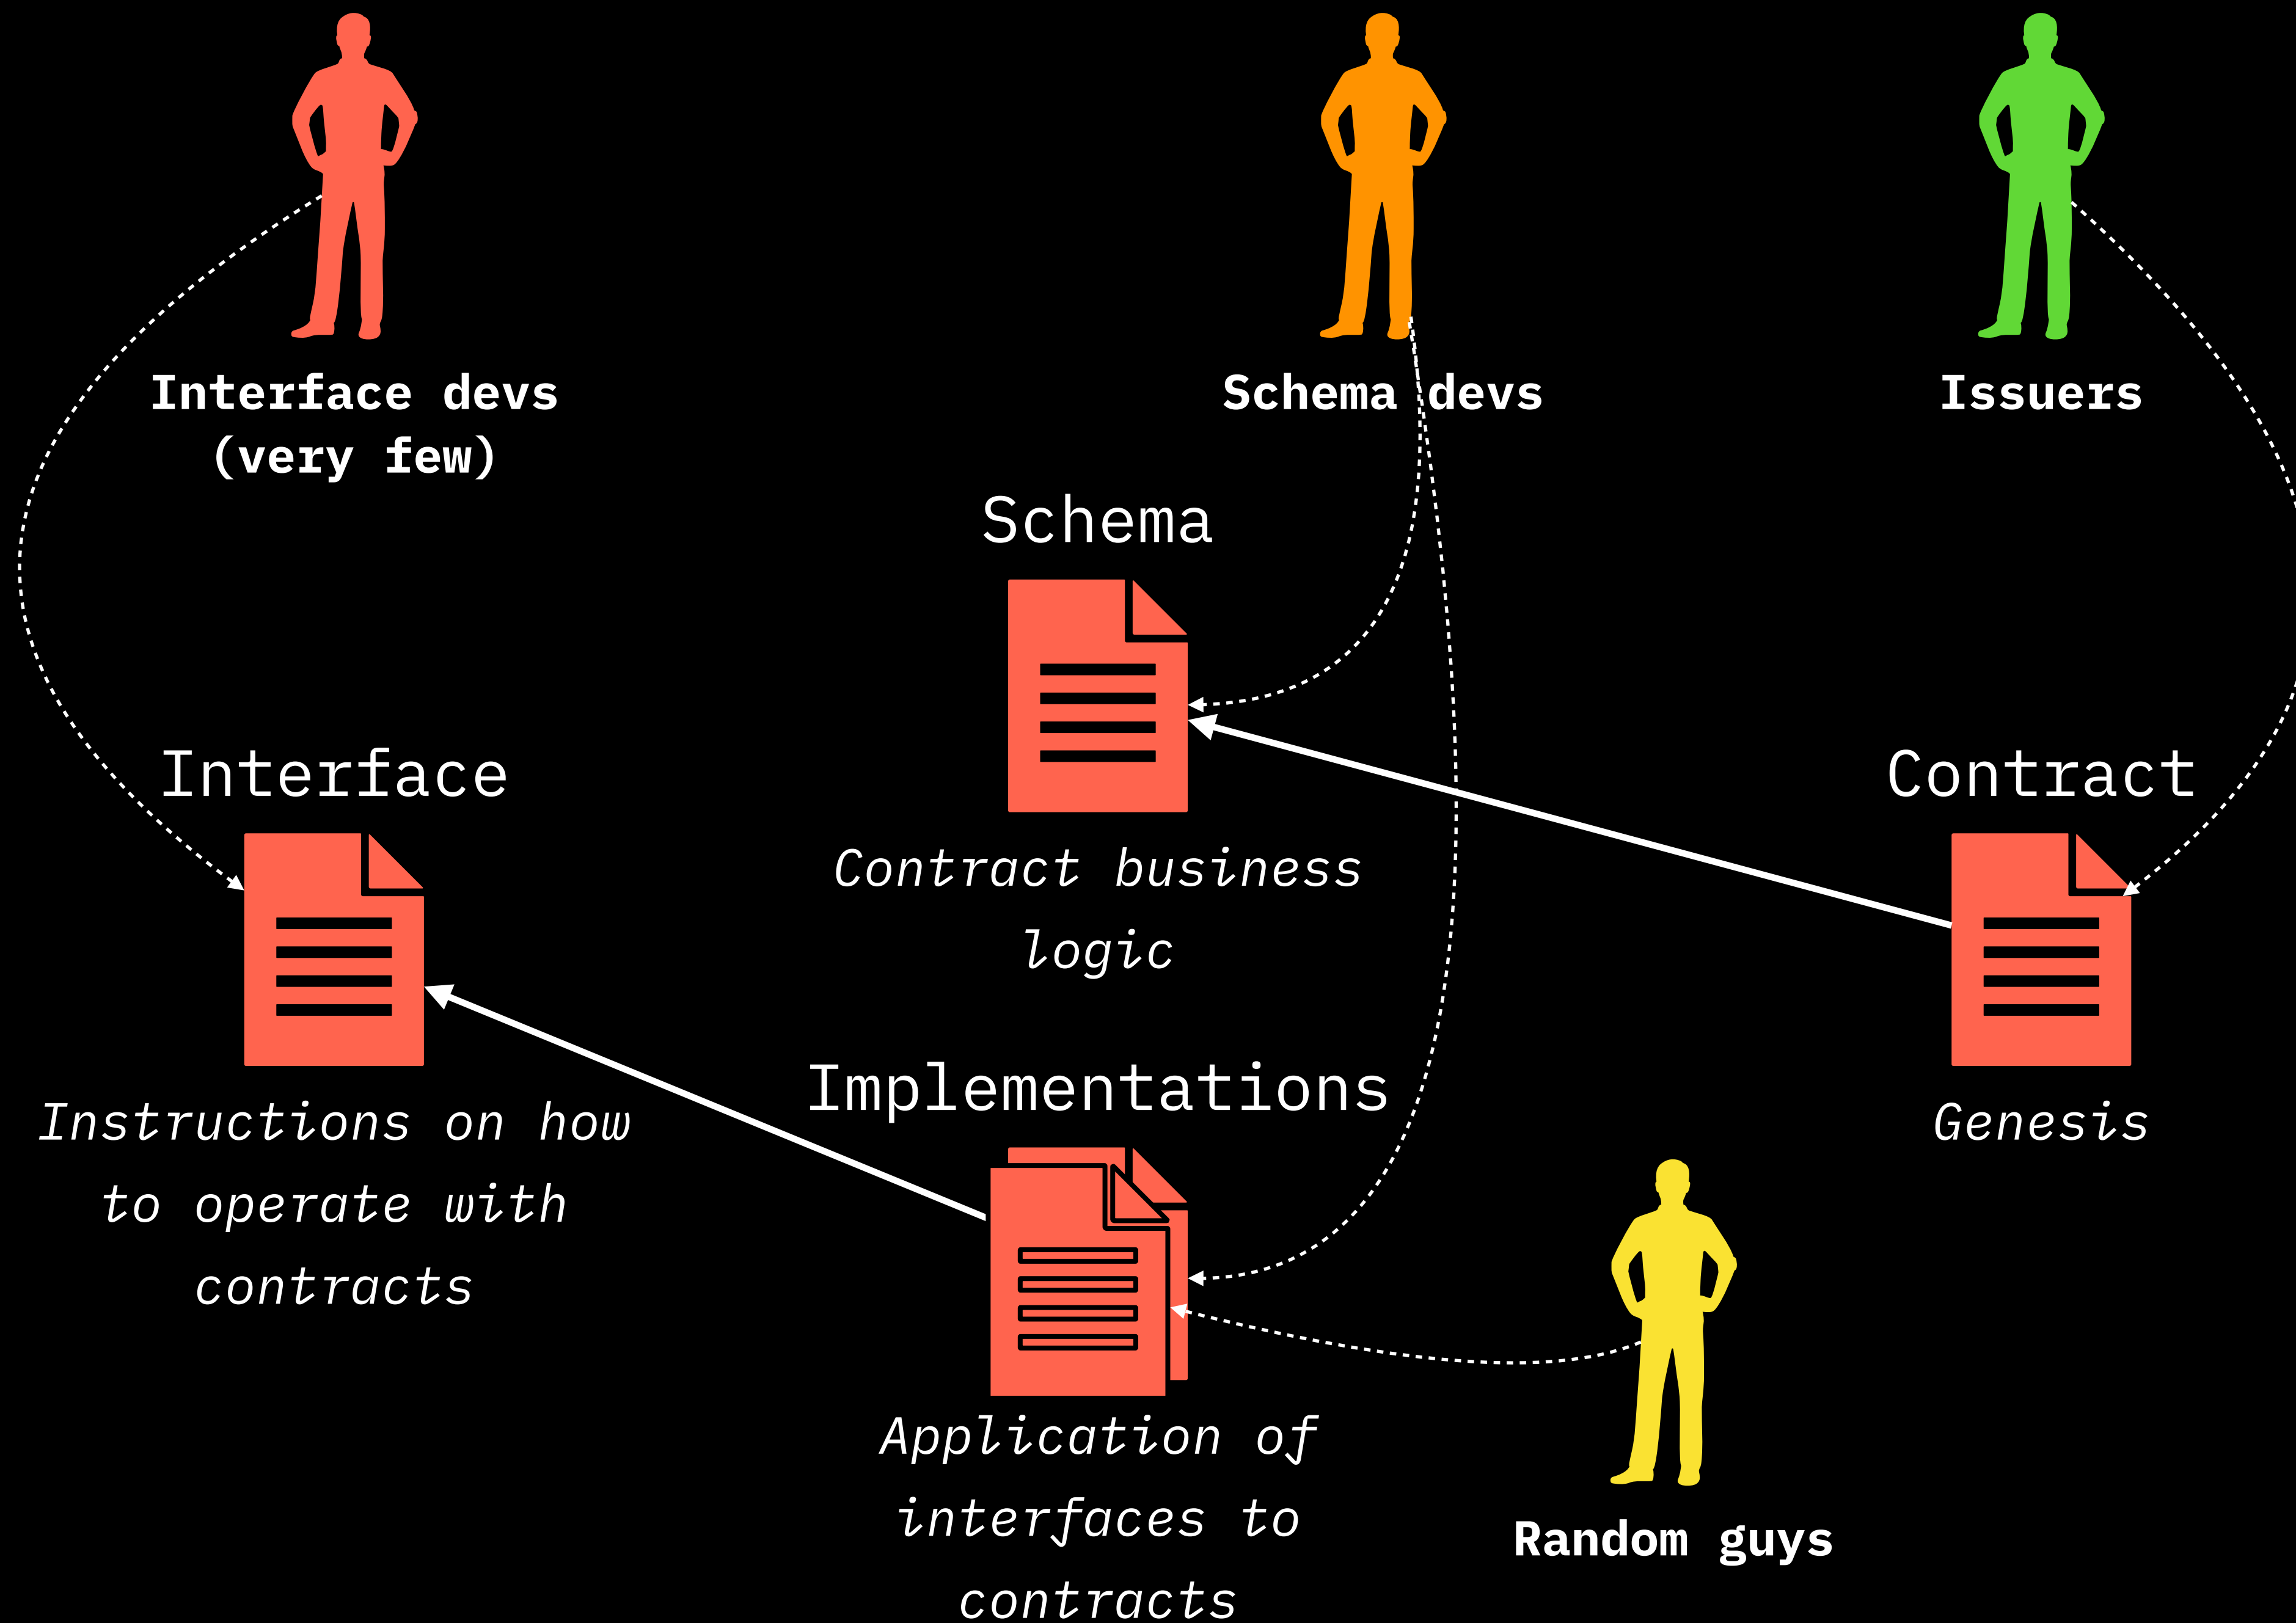 Interface devs
(very few)
Schema devs
Issuers
Schema
Contract business
logic
Interface
Instructions on how
to operate with
contracts
Contract
Genesis
Implementations
Application of
interfaces to
contracts
Random guys